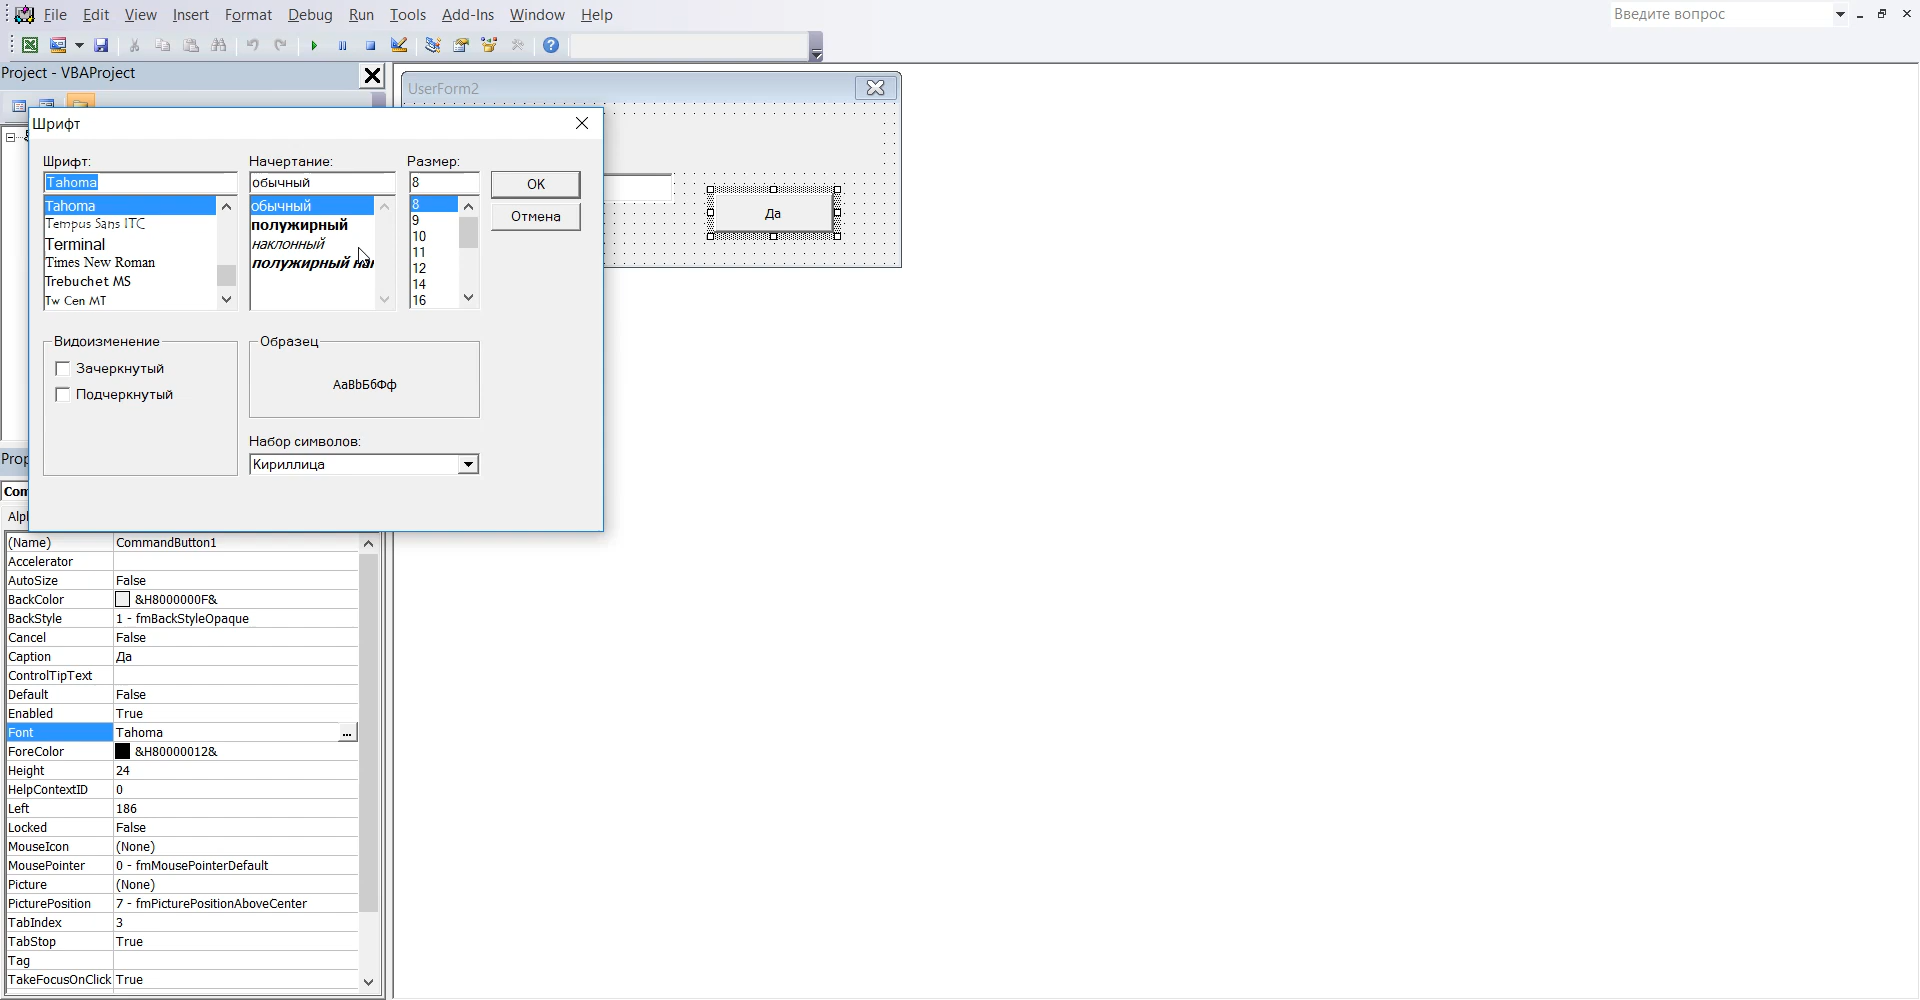 File Edit View Insert Format Debug Run Tools Add-Ins Window Help
Введите вопрос
Project - VBAProject
UserForm2
Шрифт
Шрифт:
Начертание:
Размер:
Tahoma
обычный
8
OK
Tahoma
Tempus Sans ITC
Terminal
Times New Roman
Trebuchet MS
Tw Cen MT
обычный
полужирный
наклонный
полужирный
8
9
10
11
12
14
16
Отмена
Да
Видоизменение
Зачеркнутый
Подчеркнутый
Образец
АаBbБбФф
Набор символов:
Кириллица
Prop
Com
Alpl
(Name) CommandButton1
Accelerator
AutoSize False
BackColor &H8000000F&
BackStyle 1 - fmBackStyleOpaque
Cancel False
Caption Да
ControlTipText
Default False
Enabled True
Font Tahoma ...
ForeColor &H80000012&
Height 24
HelpContextID 0
Left 186
Locked False
MouseIcon (None)
MousePointer 0 - fmMousePointerDefault
Picture (None)
PicturePosition 7 - fmPicturePositionAboveCenter
TabIndex 3
TabStop True
Tag
TakeFocusOnClick True